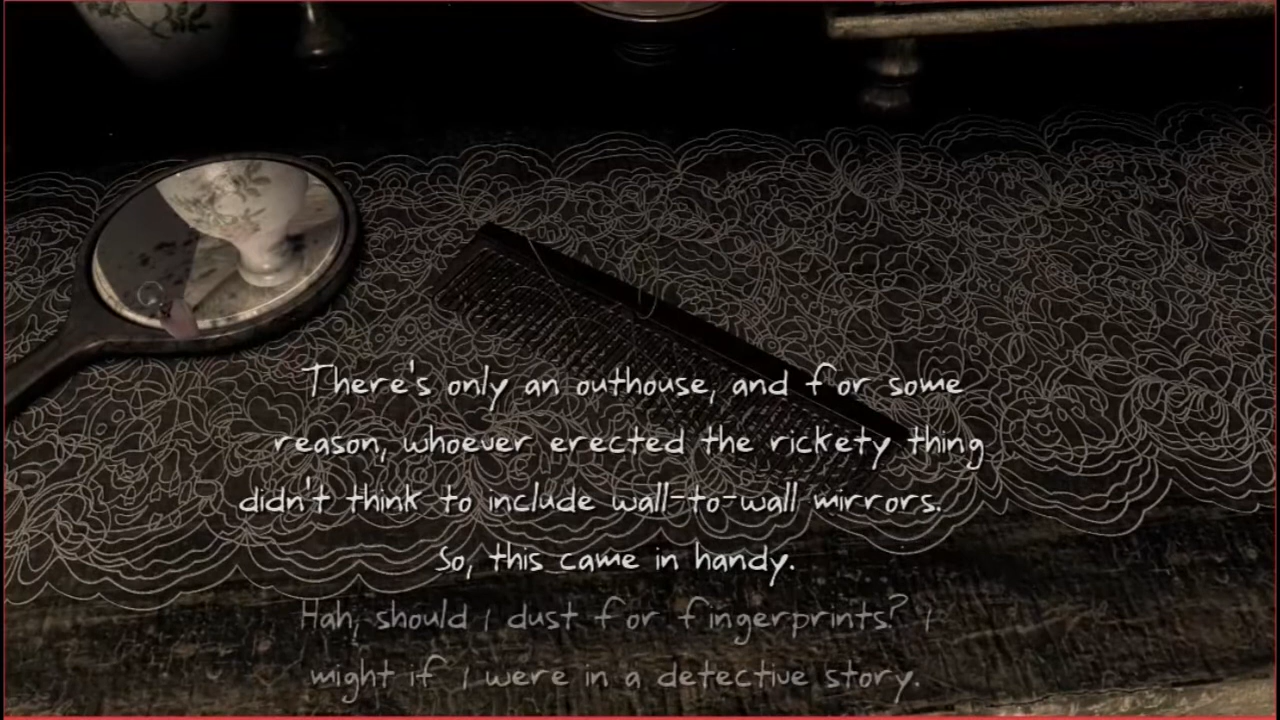 There's only an outhouse, and for some
reason, whoever erected the rickety thing
didn't think to include wall-to-wall mirrors.
So, this came in handy.
Hah, should I dust for fingerprints? I
might if I were in a detective story.